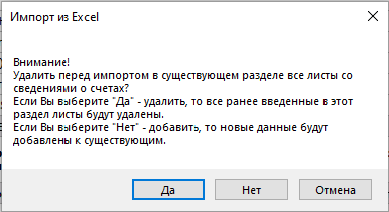 Импорт из Excel
Внимание!
Удалить перед импортом в существующем разделе все листы со
сведениями о счетах?
Если Вы выберите "Да" - удалить, то все ранее введенные в этот
раздел листы будут удалены.
Если Вы выберите "Нет" - добавить, то новые данные будут
добавлены к существующим.
Да
Нет
Отмена